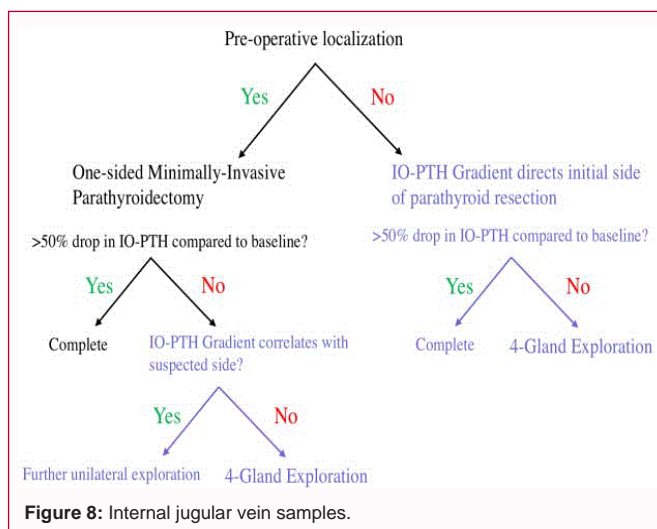 Pre-operative localization
Yes
No
One-sided Minimally-Invasive
Parathyroidectomy
IO-PTH Gradient directs initial side
of parathyroid resection
>50% drop in IO-PTH compared to baseline?
>50% drop in IO-PTH compared to baseline?
Yes
No
Yes
No
Complete
IO-PTH Gradient correlates with
suspected side?
Complete
4-Gland Exploration
Yes
No
Further unilateral exploration
4-Gland Exploration
Figure 8: Internal jugular vein samples.